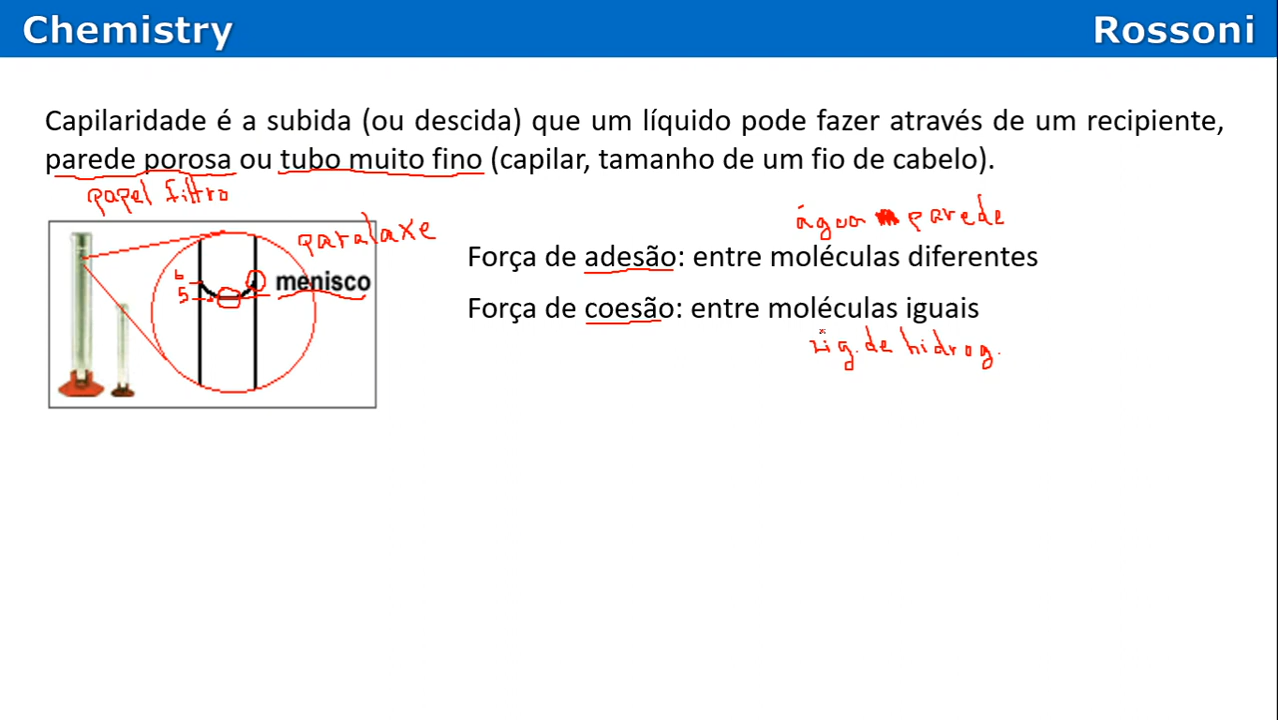 Chemistry
Rossoni
Capilaridade é a subida (ou descida) que um líquido pode fazer através de um recipiente,
parede porosa ou tubo muito fino (capilar, tamanho de um fio de cabelo).
papel filtro
paralaxe
6
5
menisco
água parede
Força de adesão: entre moléculas diferentes
Força de coesão: entre moléculas iguais
lig. de hidrog.